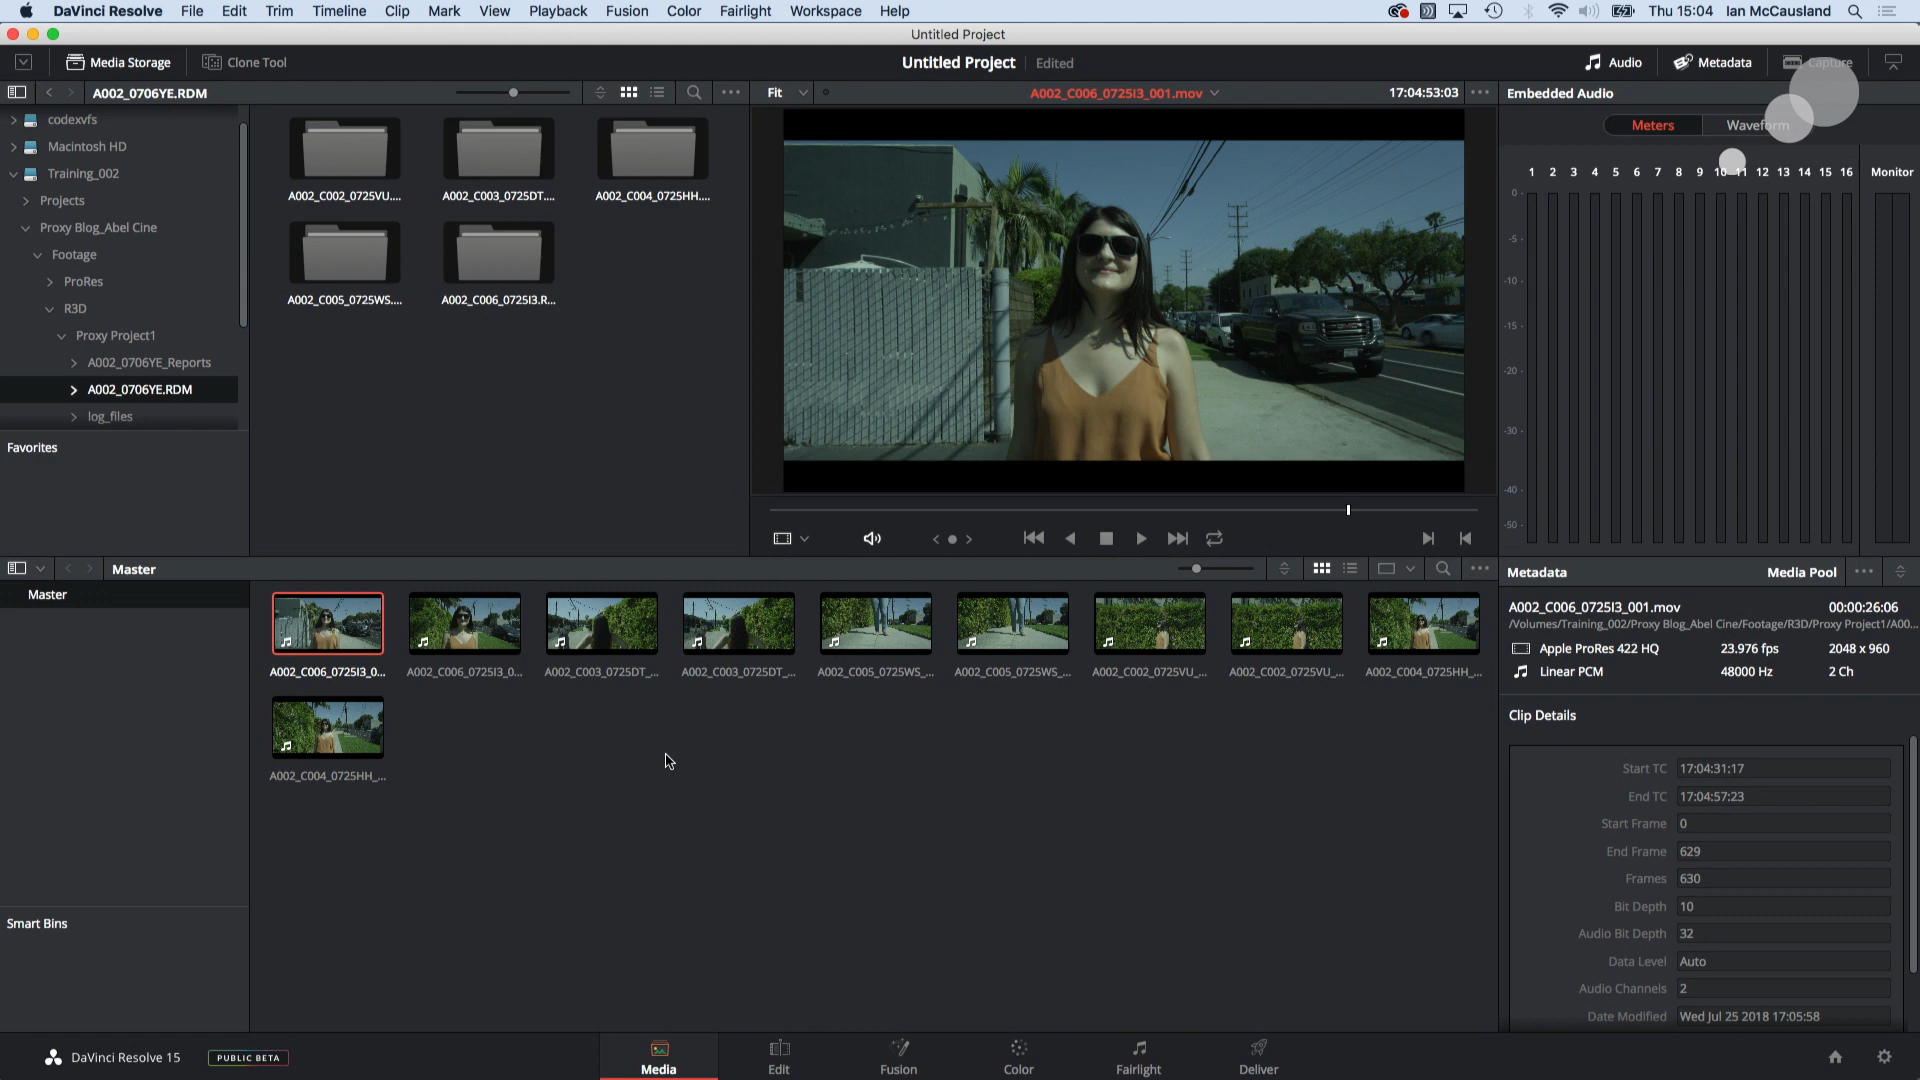 DaVinci Resolve File Edit Trim Timeline Clip Mark View Playback Fusion Color Fairlight Workspace Help Thu 15:04 Ian McCausland
Untitled Project
Media Storage Clone Tool Untitled Project Edited Audio Metadata Capture
A002_0706YE.RDM Fit A002_C006_0725I3_001.mov 17:04:53:03 Embedded Audio
codexvfs
Macintosh HD
Training_002
Projects
Proxy Blog_Abel Cine
Footage
ProRes
R3D
Proxy Project1
A002_0706YE_Reports
A002_0706YE.RDM
log_files
Favorites
A002_C002_0725VU.... A002_C003_0725DT.... A002_C004_0725HH....
A002_C005_0725WS.... A002_C006_0725I3.R...
Meters Waveform
1 2 3 4 5 6 7 8 9 10 11 12 13 14 15 16 Monitor
0
-5
-10
-15
-20
-30
-40
-50
Master
Master
Smart Bins
A002_C006_0725I3_0... A002_C006_0725I3_0... A002_C003_0725DT_... A002_C003_0725DT_... A002_C005_0725WS_... A002_C005_0725WS_... A002_C002_0725VU_... A002_C002_0725VU_... A002_C004_0725HH_...
A002_C004_0725HH_...
Metadata Media Pool
A002_C006_0725I3_001.mov 00:00:26:06
/Volumes/Training_002/Proxy Blog_Abel Cine/Footage/R3D/Proxy Project1/A00...
Apple ProRes 422 HQ 23.976 fps 2048 x 960
Linear PCM 48000 Hz 2 Ch
Clip Details
Start TC 17:04:31:17
End TC 17:04:57:23
Start Frame 0
End Frame 629
Frames 630
Bit Depth 10
Audio Bit Depth 32
Data Level Auto
Audio Channels 2
Date Modified Wed Jul 25 2018 17:05:58
DaVinci Resolve 15 PUBLIC BETA Media Edit Fusion Color Fairlight Deliver